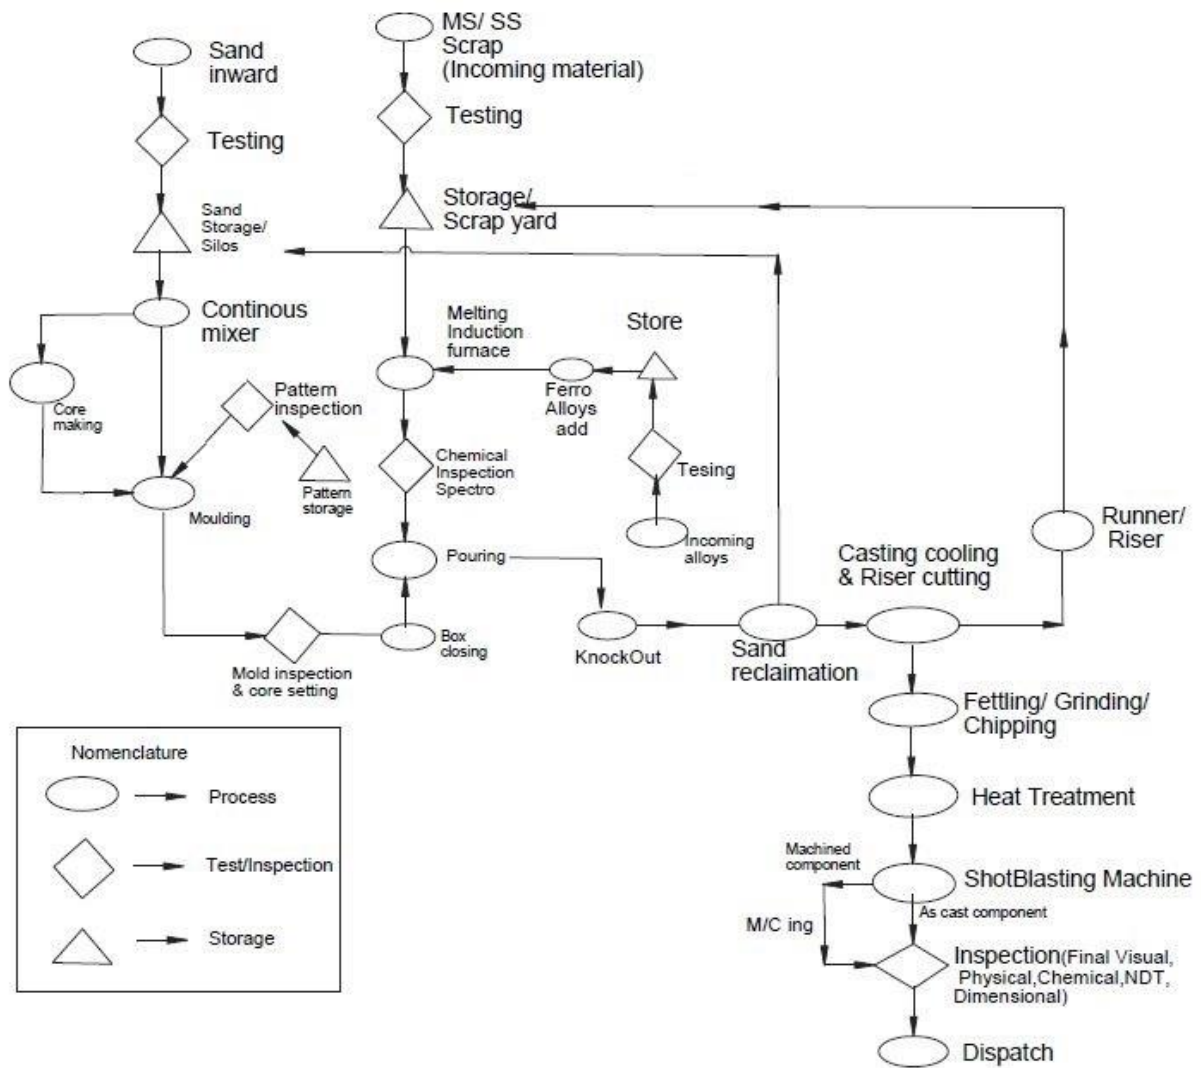 Sand
inward
Testing
Sand
Storage/
Silos
Continous
mixer
Core
making
Pattern
inspection
Pattern
storage
Moulding
Mold inspection
& core setting
Box
closing
MS/ SS
Scrap
(Incoming material)
Testing
Storage/
Scrap yard
Melting
Induction
furnace
Store
Ferro
Alloys
add
Tesing
Incoming
alloys
Chemical
Inspection
Spectro
Pouring
KnockOut
Sand
reclaimation
Casting cooling
& Riser cutting
Runner/
Riser
Fettling/ Grinding/
Chipping
Heat Treatment
Machined
component
ShotBlasting Machine
As cast component
M/C ing
Inspection(Final Visual,
Physical,Chemical,NDT,
Dimensional)
Dispatch
Nomenclature
Process
Test/Inspection
Storage